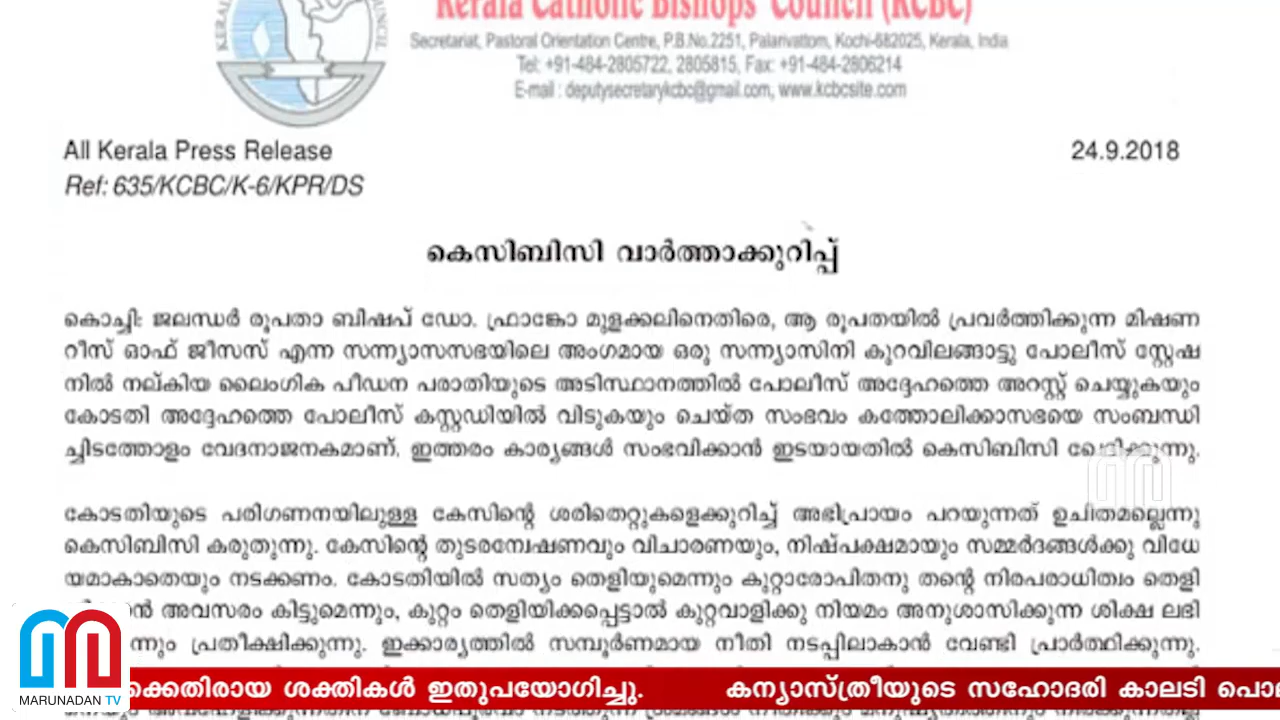 Kerala Catholic Bishops' Council (KCBC)
Secretariat, Pastoral Orientation Centre, P.B.No.2251, Palarivattom, Kochi-682025, Kerala, India
Tel: +91-484-2805722, 2805815, Fax: +91-484-2806214
E-mail : deputysecretarykcbc@gmail.com, www.kcbcsite.com
All Kerala Press Release 24.9.2018
Ref: 635/KCBC/K-6/KPR/DS
കെസിബിസി വാർത്താക്കുറിപ്പ്
കൊച്ചി: ജലന്ധർ രൂപതാ ബിഷപ് ഡോ. ഫ്രാങ്കോ മുളക്കലിനെതിരെ, ആ രൂപതയിൽ പ്രവർത്തിക്കുന്ന മിഷണ
റീസ് ഓഫ് ജീസസ് എന്ന സന്ന്യാസസഭയിലെ അംഗമായ ഒരു സന്ന്യാസിനി കുറവിലങ്ങാട്ടു പോലീസ് സ്റ്റേഷ
നിൽ നല്കിയ ലൈംഗിക പീഡന പരാതിയുടെ അടിസ്ഥാനത്തിൽ പോലീസ് അദ്ദേഹത്തെ അറസ്റ്റ് ചെയ്യുകയും
കോടതി അദ്ദേഹത്തെ പോലീസ് കസ്റ്റഡിയിൽ വിടുകയും ചെയ്ത സംഭവം കത്തോലിക്കാസഭയെ സംബന്ധി
ച്ചിടത്തോളം വേദനാജനകമാണ്. ഇത്തരം കാര്യങ്ങൾ സംഭവിക്കാൻ ഇടയായതിൽ കെസിബിസി ഖേദിക്കുന്നു.
കോടതിയുടെ പരിഗണനയിലുള്ള കേസിന്റെ ശരിതെറ്റുകളെക്കുറിച്ച് അഭിപ്രായം പറയുന്നത് ഉചിതമല്ലെന്നു
കെസിബിസി കരുതുന്നു. കേസിന്റെ തുടരന്വേഷണവും വിചാരണയും, നിഷ്പക്ഷമായും സമ്മർദങ്ങൾക്കു വിധേ
യമാകാതെയും നടക്കണം. കോടതിയിൽ സത്യം തെളിയുമെന്നും കുറ്റാരോപിതനു തന്റെ നിരപരാധിത്വം തെളി
അവസരം കിട്ടുമെന്നും, കുറ്റം തെളിയിക്കപ്പെട്ടാൽ കുറ്റവാളിക്കു നിയമം അനുശാസിക്കുന്ന ശിക്ഷ ലഭി
ന്നും പ്രതീക്ഷിക്കുന്നു. ഇക്കാര്യത്തിൽ സമ്പൂർണമായ നീതി നടപ്പിലാകാൻ വേണ്ടി പ്രാർത്ഥിക്കുന്നു.
ക്കെതിരായ ശക്തികൾ ഇതുപയോഗിച്ചു. കന്യാസ്ത്രീയുടെ സഹോദരി കാലടി പൊ
MARUNADAN TV